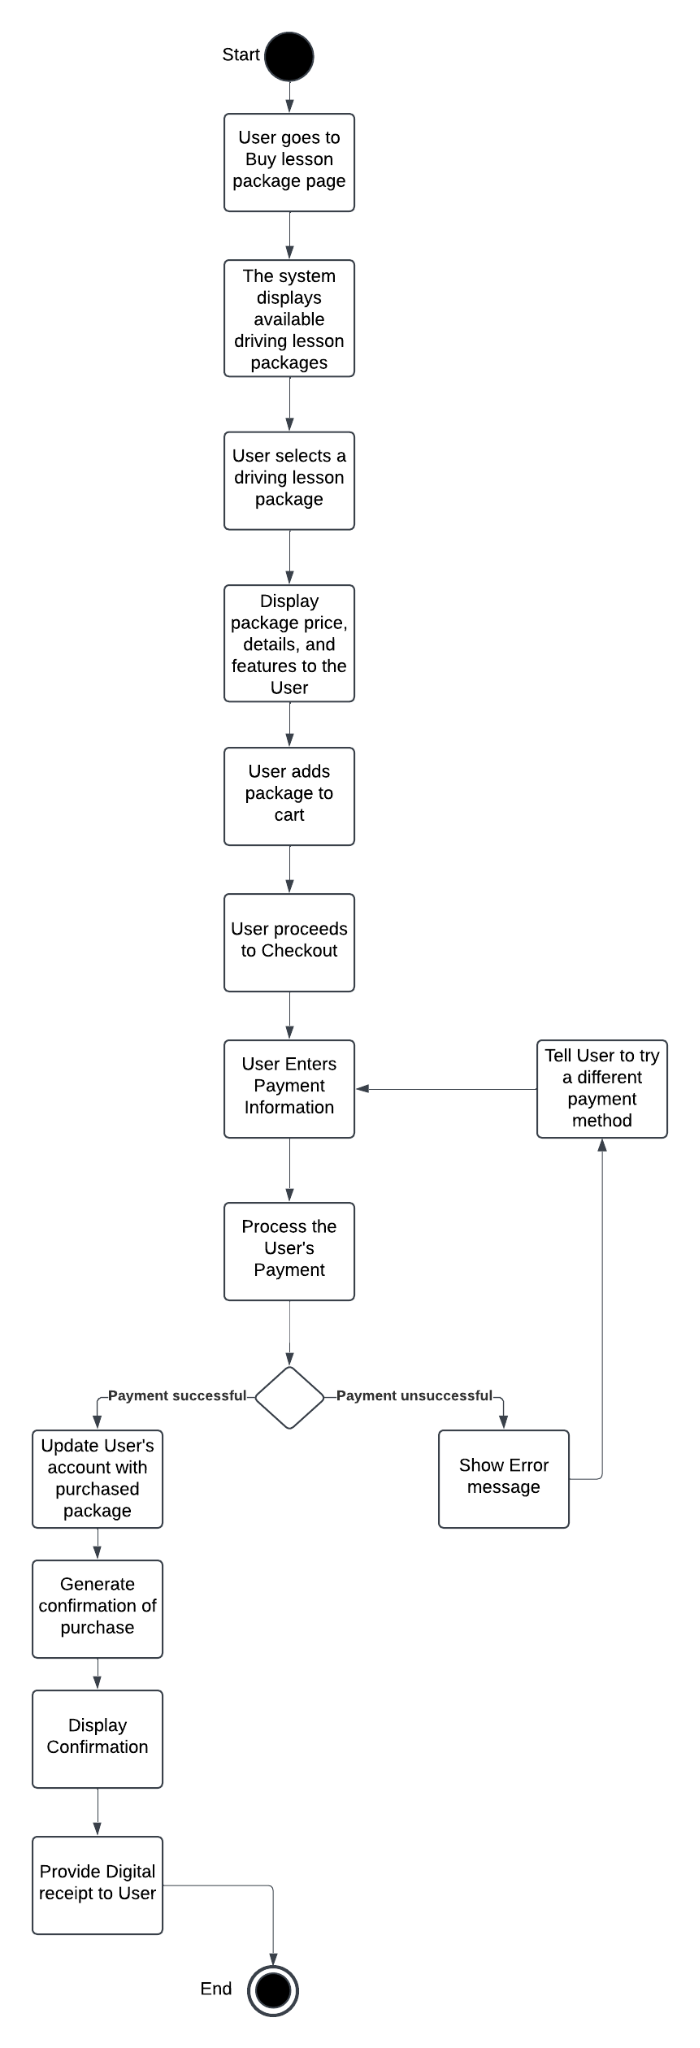 Start
User goes to
Buy lesson
package page
The system
displays
available
driving lesson
packages
User selects a
driving lesson
package
Display
package price,
details, and
features to the
User
User adds
package to
cart
User proceeds
to Checkout
User Enters
Payment
Information
Tell User to try
a different
payment
method
Process the
User's
Payment
Payment successful
Payment unsuccessful
Update User's
account with
purchased
package
Show Error
message
Generate
confirmation of
purchase
Display
Confirmation
Provide Digital
receipt to User
End